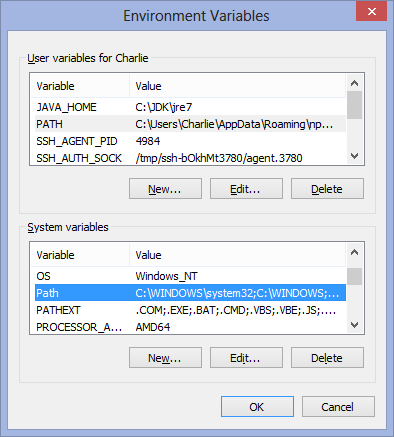 Environment Variables
User variables for Charlie
Variable Value
JAVA_HOME C:\JDK\jre7
PATH C:\Users\Charlie\AppData\Roaming\np...
SSH_AGENT_PID 4984
SSH_AUTH_SOCK /tmp/ssh-bOkhMt3780/agent.3780
New... Edit... Delete
System variables
Variable Value
OS Windows_NT
Path C:\WINDOWS\system32;C:\WINDOWS;...
PATHEXT .COM;.EXE;.BAT;.CMD;.VBS;.VBE;.JS;....
PROCESSOR_A... AMD64
New... Edit... Delete
OK Cancel